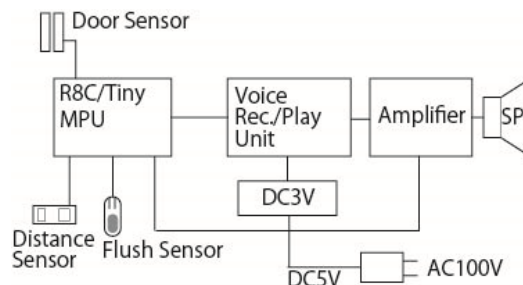 Door Sensor
R8C/Tiny
MPU
Voice
Rec./Play
Unit
Amplifier
SP
DC3V
Distance
Sensor
Flush Sensor
DC5V
AC100V